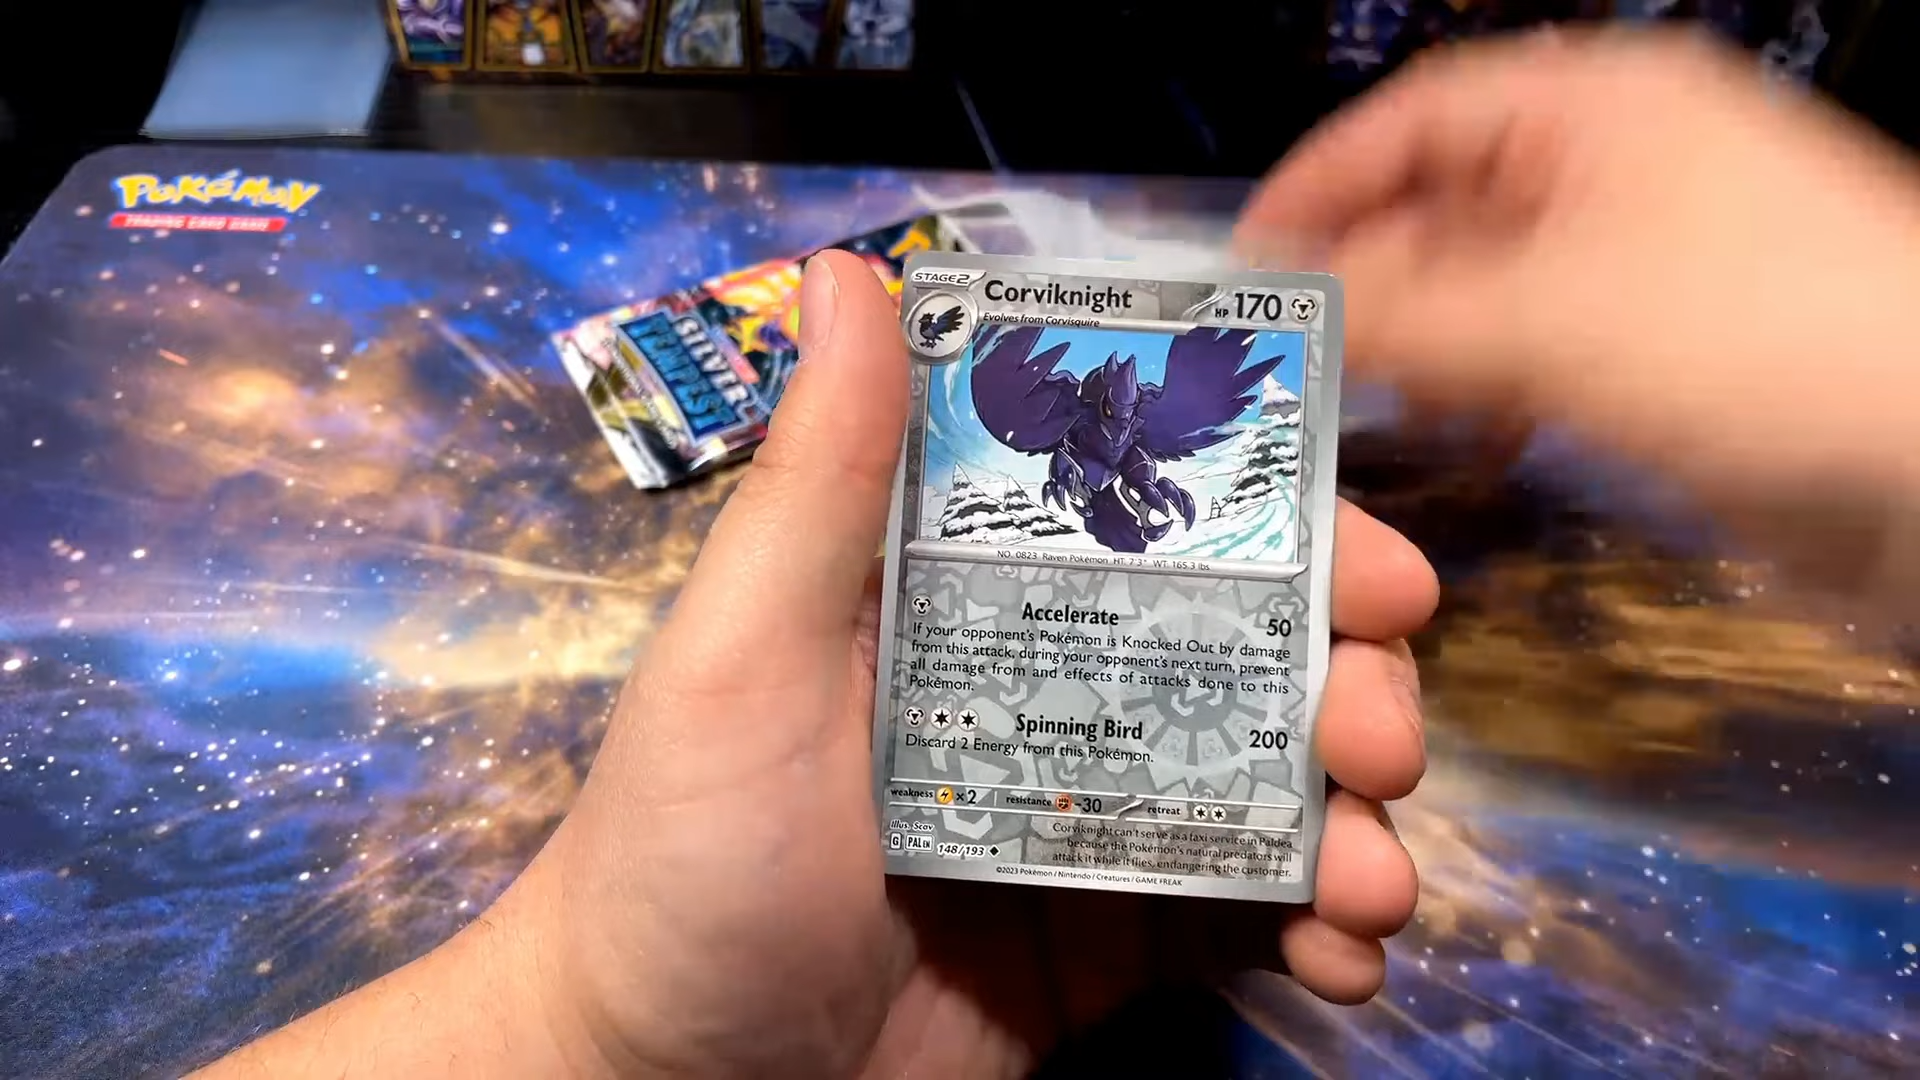 POKéMON
TRADING CARD GAME
SILVER
TEMPEST
STAGE2
Corviknight
HP 170
Evolves from Corvisquire
NO. 0823 Raven Pokémon HT: 7'3" WT: 165.3 lbs
Accelerate
50
If your opponent's Pokémon is Knocked Out by damage
from this attack, during your opponent's next turn, prevent
all damage from and effects of attacks done to this
Pokémon.
Spinning Bird
200
Discard 2 Energy from this Pokémon.
weakness ×2 resistance -30 retreat
Illus. Scav
G PAL EN 148/193
Corviknight can't serve as a taxi service in Paldea
because the Pokémon's natural predators will
attack it while it flies, endangering the customer.
©2023 Pokémon / Nintendo / Creatures / GAME FREAK